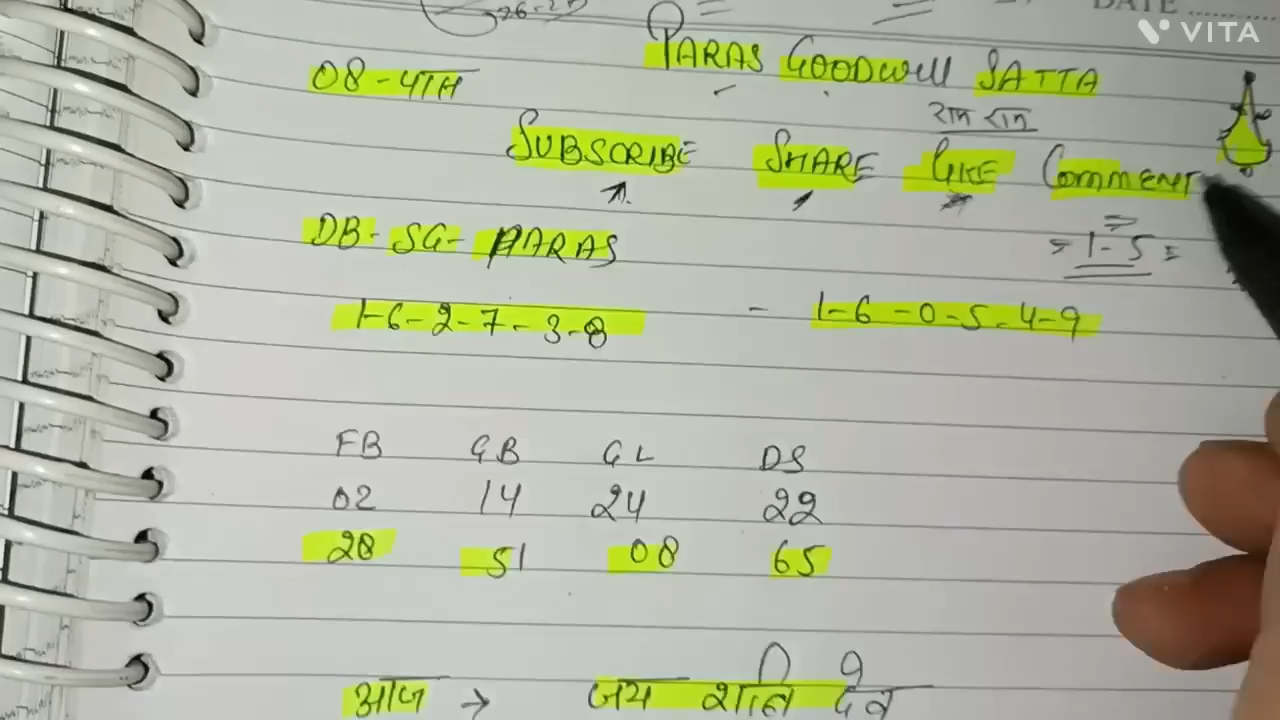 DATE
VITA
PARAS GOODWILL SATTA
08-4TH
राम राम
SUBSCRIBE SHARE LIKE COMMENT
DB- SG- PARAS
= 1-5 =
1-6-2-7-3-8 - 1-6-0-5-4-9
FB GB GL DS
02 14 24 22
28 51 08 65
आज → जय शनि देव